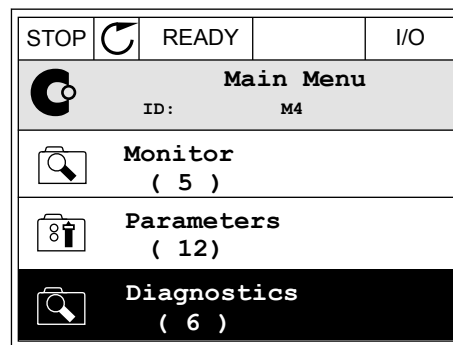 STOP READY I/O
Main Menu
ID: M4
Monitor
( 5 )
Parameters
( 12)
Diagnostics
( 6 )